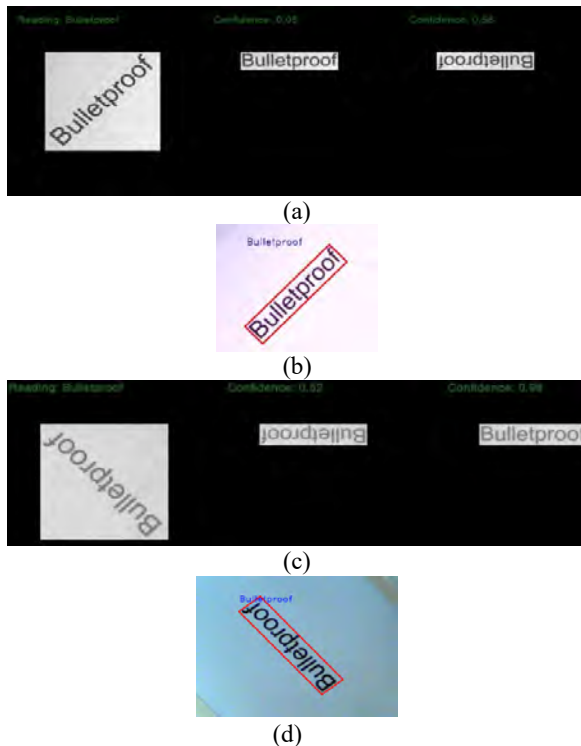 Reading: Bulletproof Confidence: 0.95 Confidence: 0.56
Bulletproof Bulletproof Bulletproof
(a)
Bulletproof
Bulletproof
(b)
Reading: Bulletproof Confidence: 0.52 Confidence: 0.98
Bulletproof Bulletproof Bulletproof
(c)
Bulletproof
Bulletproof
(d)